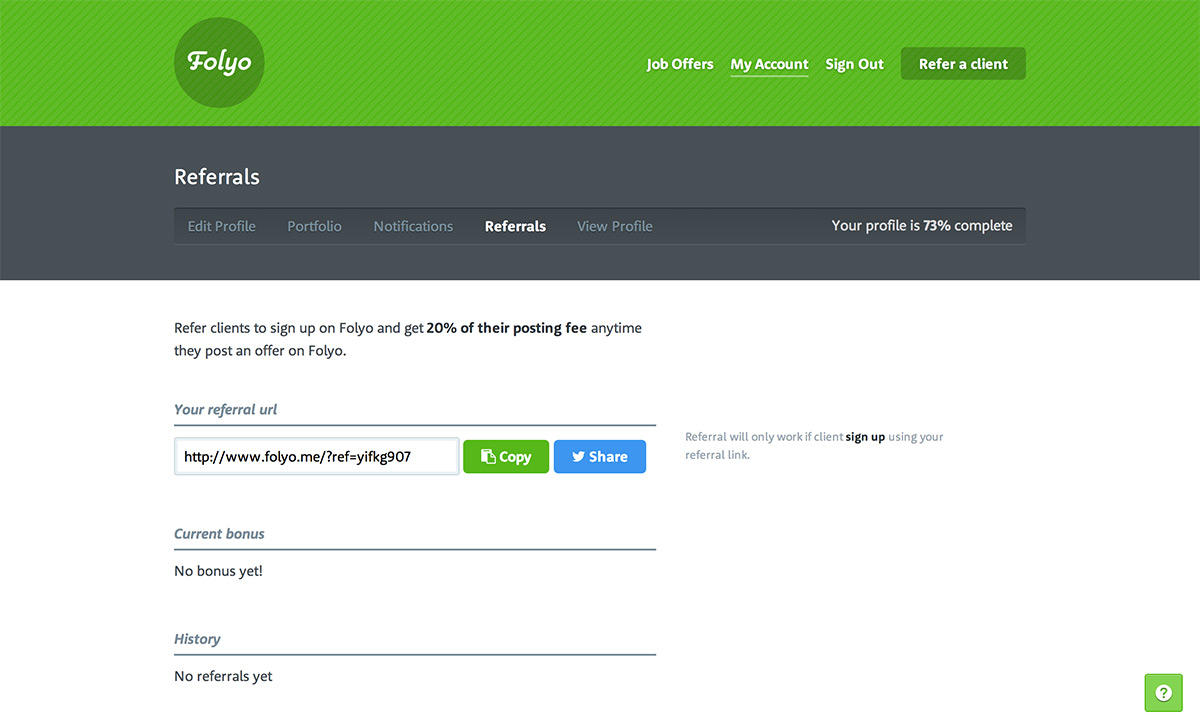 Folyo
Job Offers My Account Sign Out Refer a client
Referrals
Edit Profile Portfolio Notifications Referrals View Profile Your profile is 73% complete
Refer clients to sign up on Folyo and get 20% of their posting fee anytime
they post an offer on Folyo.
Your referral url
http://www.folyo.me/?ref=yifkg907 Copy Share
Referral will only work if client sign up using your
referral link.
Current bonus
No bonus yet!
History
No referrals yet
?